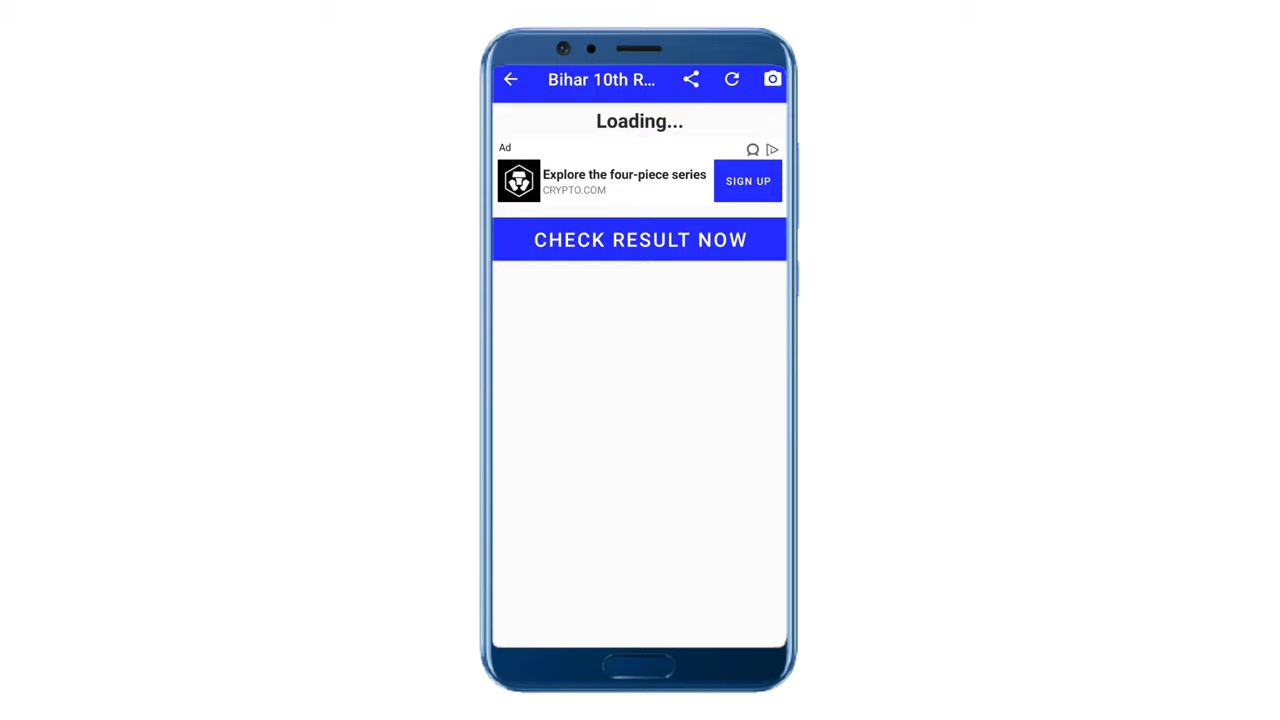 Bihar 10th R...
Loading...
Ad
Explore the four-piece series
CRYPTO.COM
SIGN UP
CHECK RESULT NOW